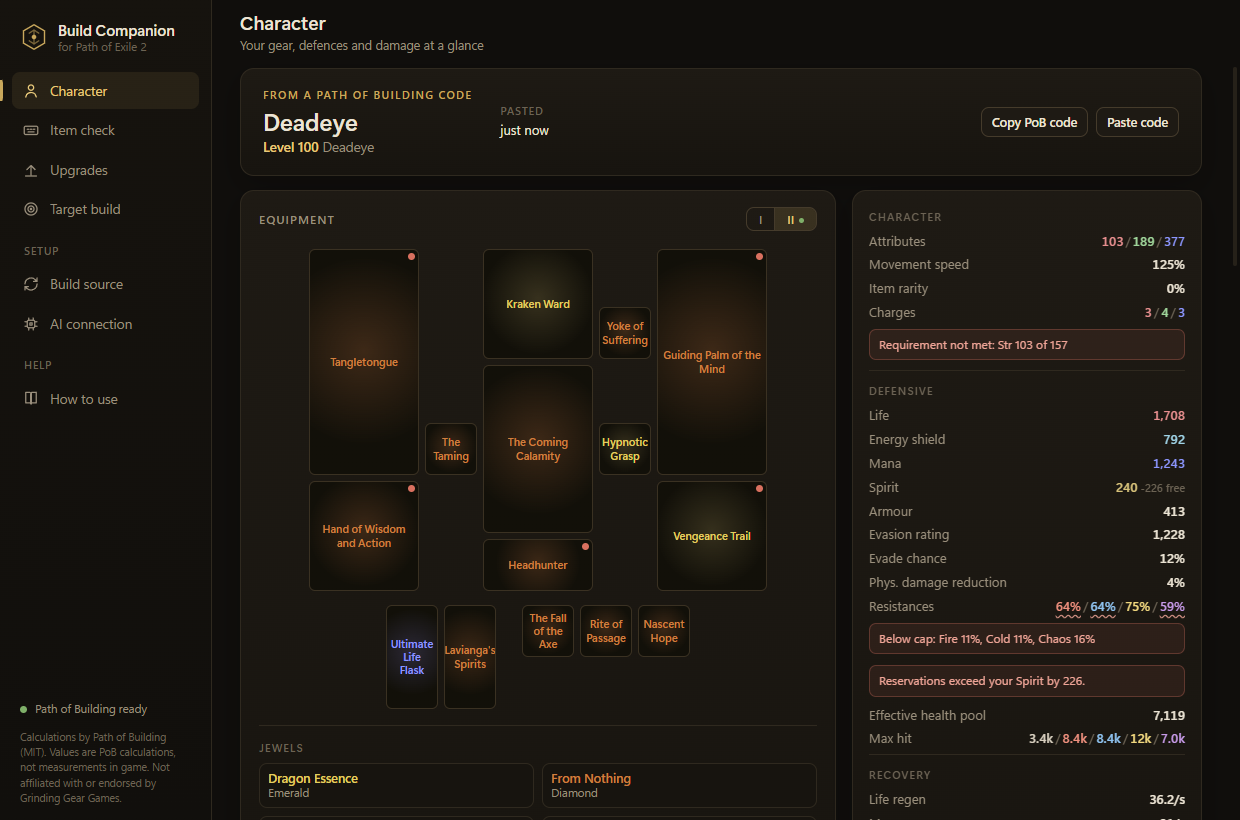 Build Companion
for Path of Exile 2
Character
Item check
Upgrades
Target build
SETUP
Build source
AI connection
HELP
How to use
Path of Building ready
Calculations by Path of Building
(MIT). Values are PoB calculations,
not measurements in game. Not
affiliated with or endorsed by
Grinding Gear Games.
Character
Your gear, defences and damage at a glance
FROM A PATH OF BUILDING CODE
Deadeye
Level 100 Deadeye
PASTED
just now
Copy PoB code
Paste code
EQUIPMENT
I
II
Tangletongue
Kraken Ward
Yoke of
Suffering
Guiding Palm of the
Mind
The
Taming
The Coming
Calamity
Hypnotic
Grasp
Hand of Wisdom
and Action
Headhunter
Vengeance Trail
Ultimate
Life
Flask
Lavianga's
Spirits
The Fall
of the
Axe
Rite of
Passage
Nascent
Hope
JEWELS
Dragon Essence
Emerald
From Nothing
Diamond
CHARACTER
Attributes 103 / 189 / 377
Movement speed 125%
Item rarity 0%
Charges 3 / 4 / 3
Requirement not met: Str 103 of 157
DEFENSIVE
Life 1,708
Energy shield 792
Mana 1,243
Spirit 240 -226 free
Armour 413
Evasion rating 1,228
Evade chance 12%
Phys. damage reduction 4%
Resistances 64% / 64% / 75% / 59%
Below cap: Fire 11%, Cold 11%, Chaos 16%
Reservations exceed your Spirit by 226.
Effective health pool 7,119
Max hit 3.4k / 8.4k / 8.4k / 12k / 7.0k
RECOVERY
Life regen 36.2/s